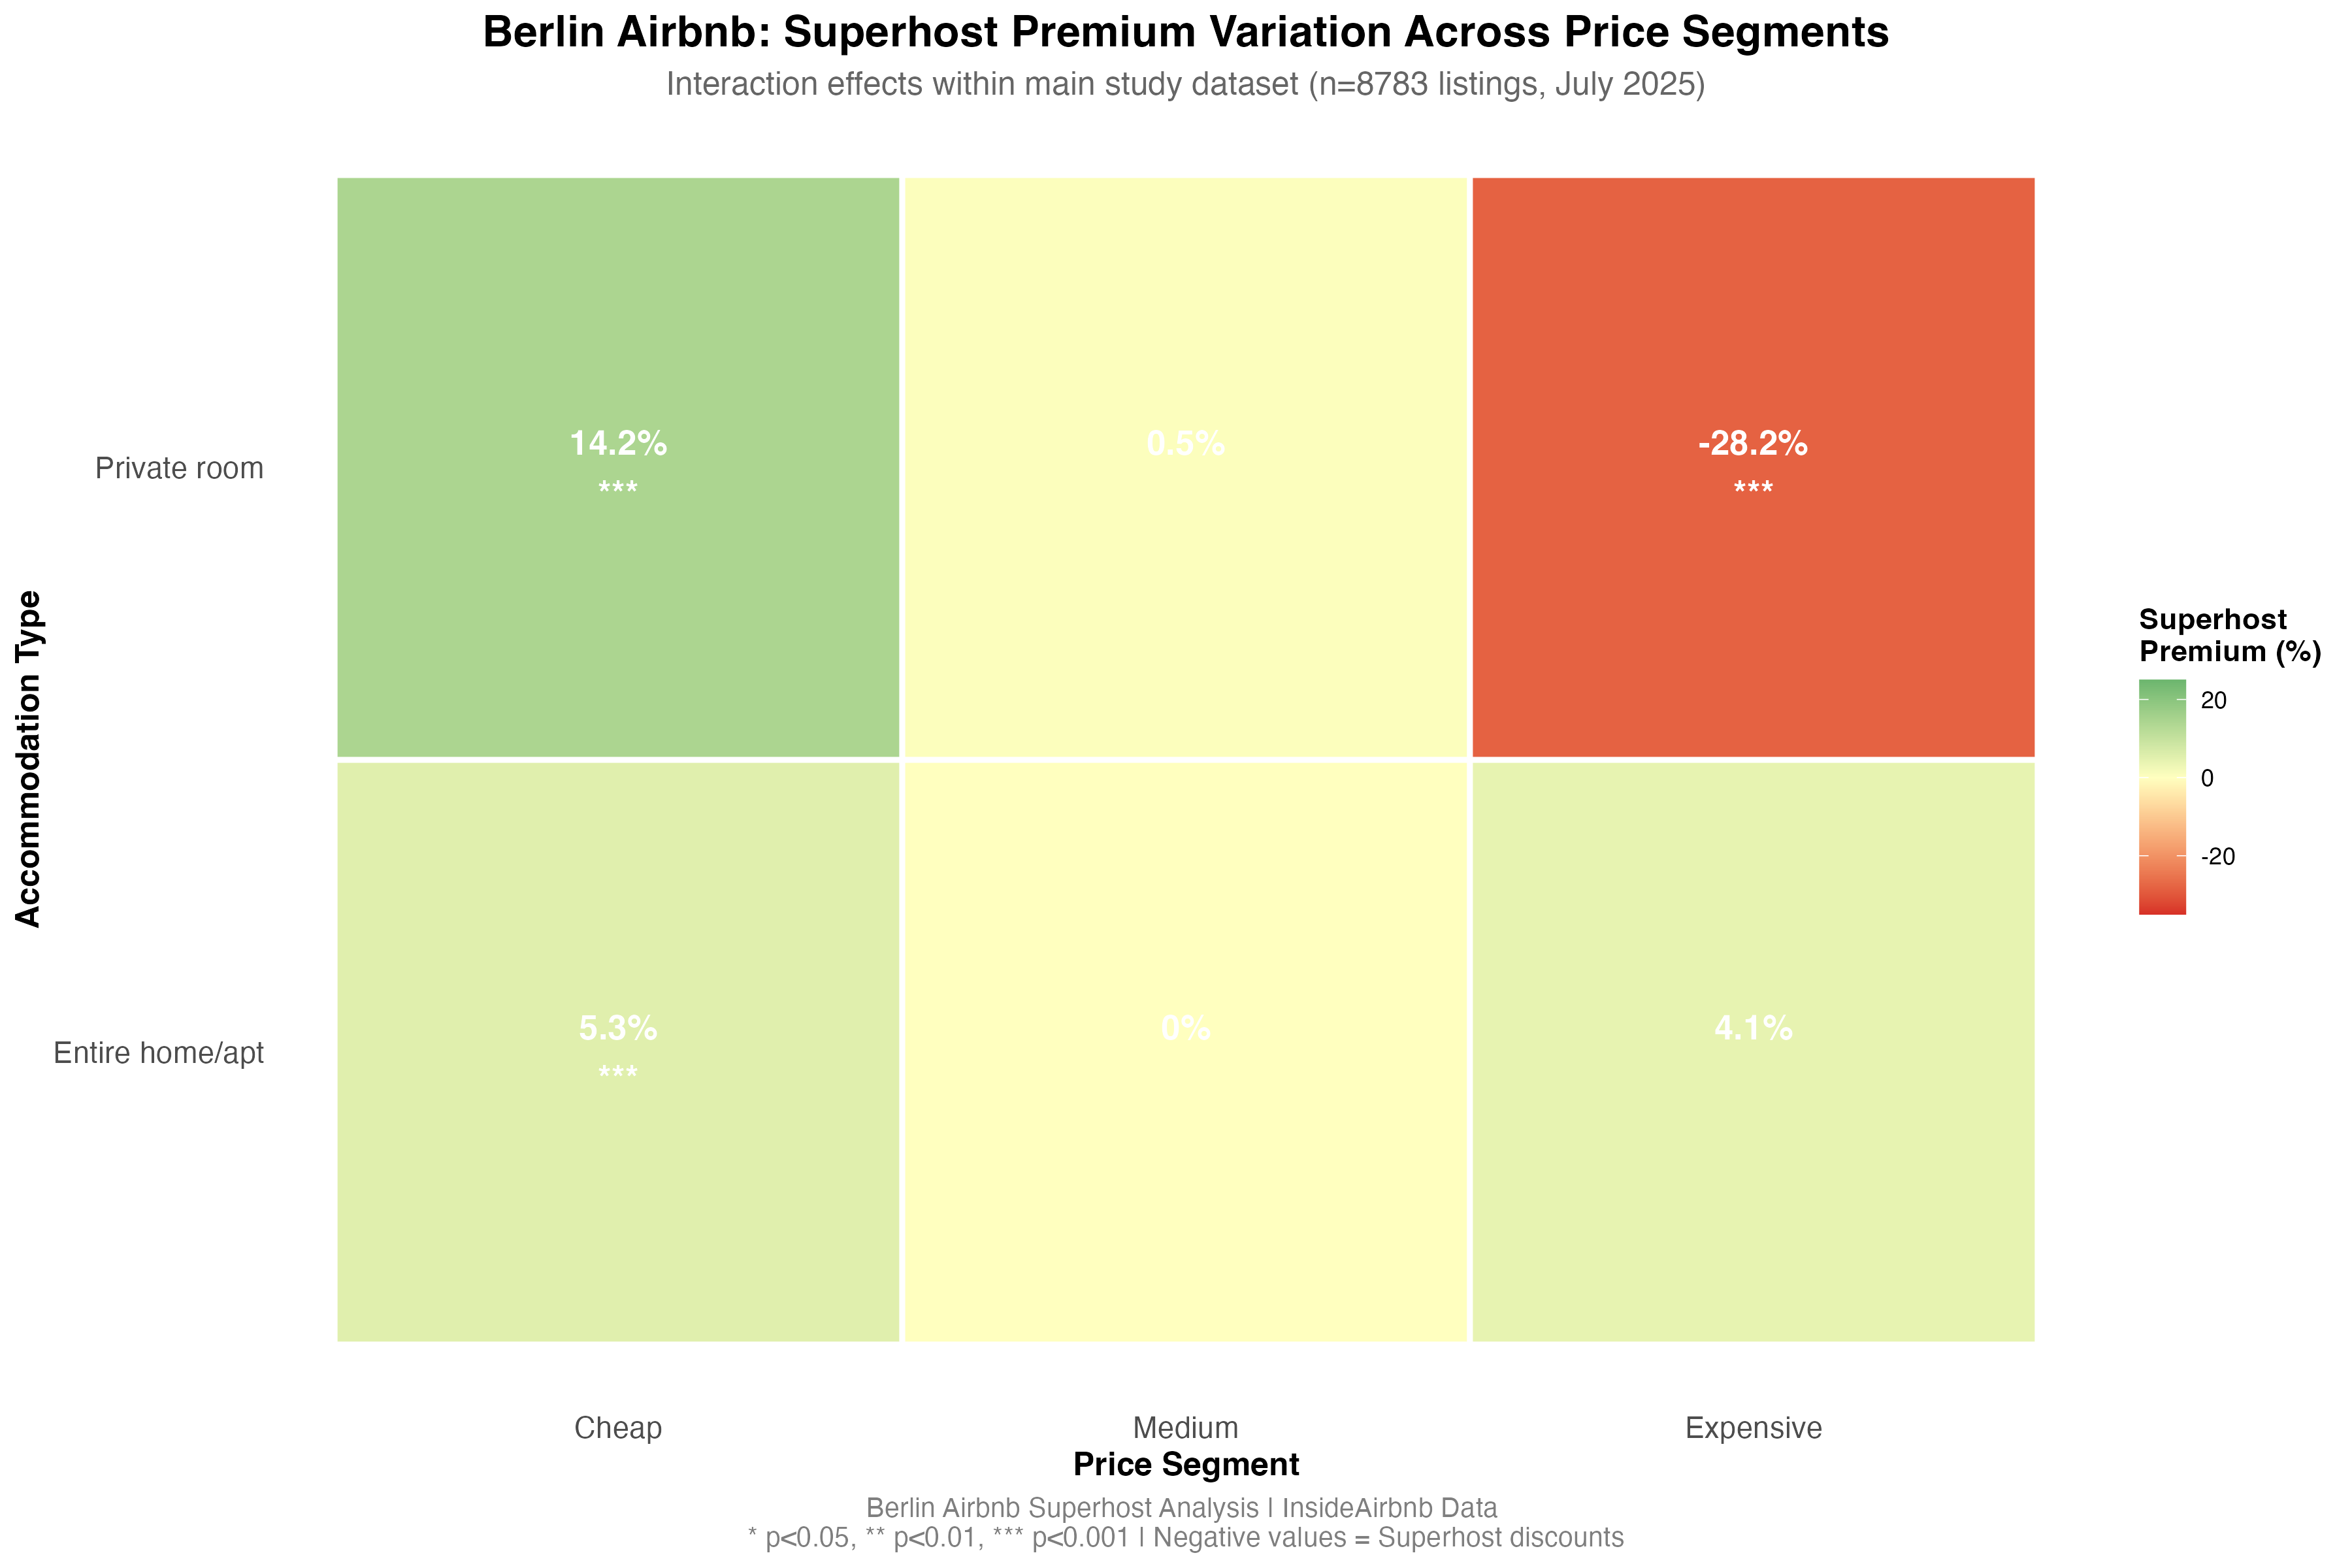 Berlin Airbnb: Superhost Premium Variation Across Price Segments
Interaction effects within main study dataset (n=8783 listings, July 2025)
Accommodation Type
Private room
14.2%
***
0.5%
-28.2%
***
Entire home/apt
5.3%
***
0%
4.1%
Superhost
Premium (%)
20
0
-20
Cheap
Medium
Expensive
Price Segment
Berlin Airbnb Superhost Analysis | InsideAirbnb Data
* p<0.05, ** p<0.01, *** p<0.001 | Negative values = Superhost discounts